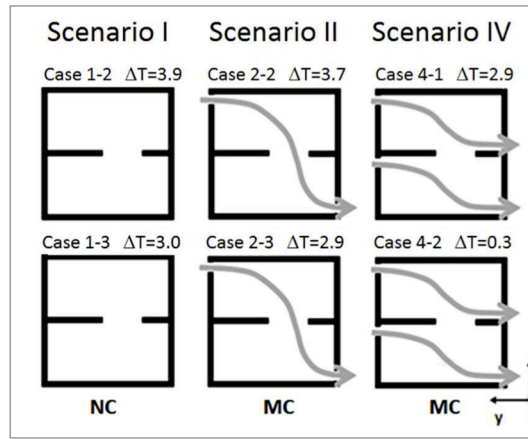 Scenario I Scenario II Scenario IV
Case 1-2 ΔT=3.9 Case 2-2 ΔT=3.7 Case 4-1 ΔT=2.9
Case 1-3 ΔT=3.0 Case 2-3 ΔT=2.9 Case 4-2 ΔT=0.3
NC MC MC
y